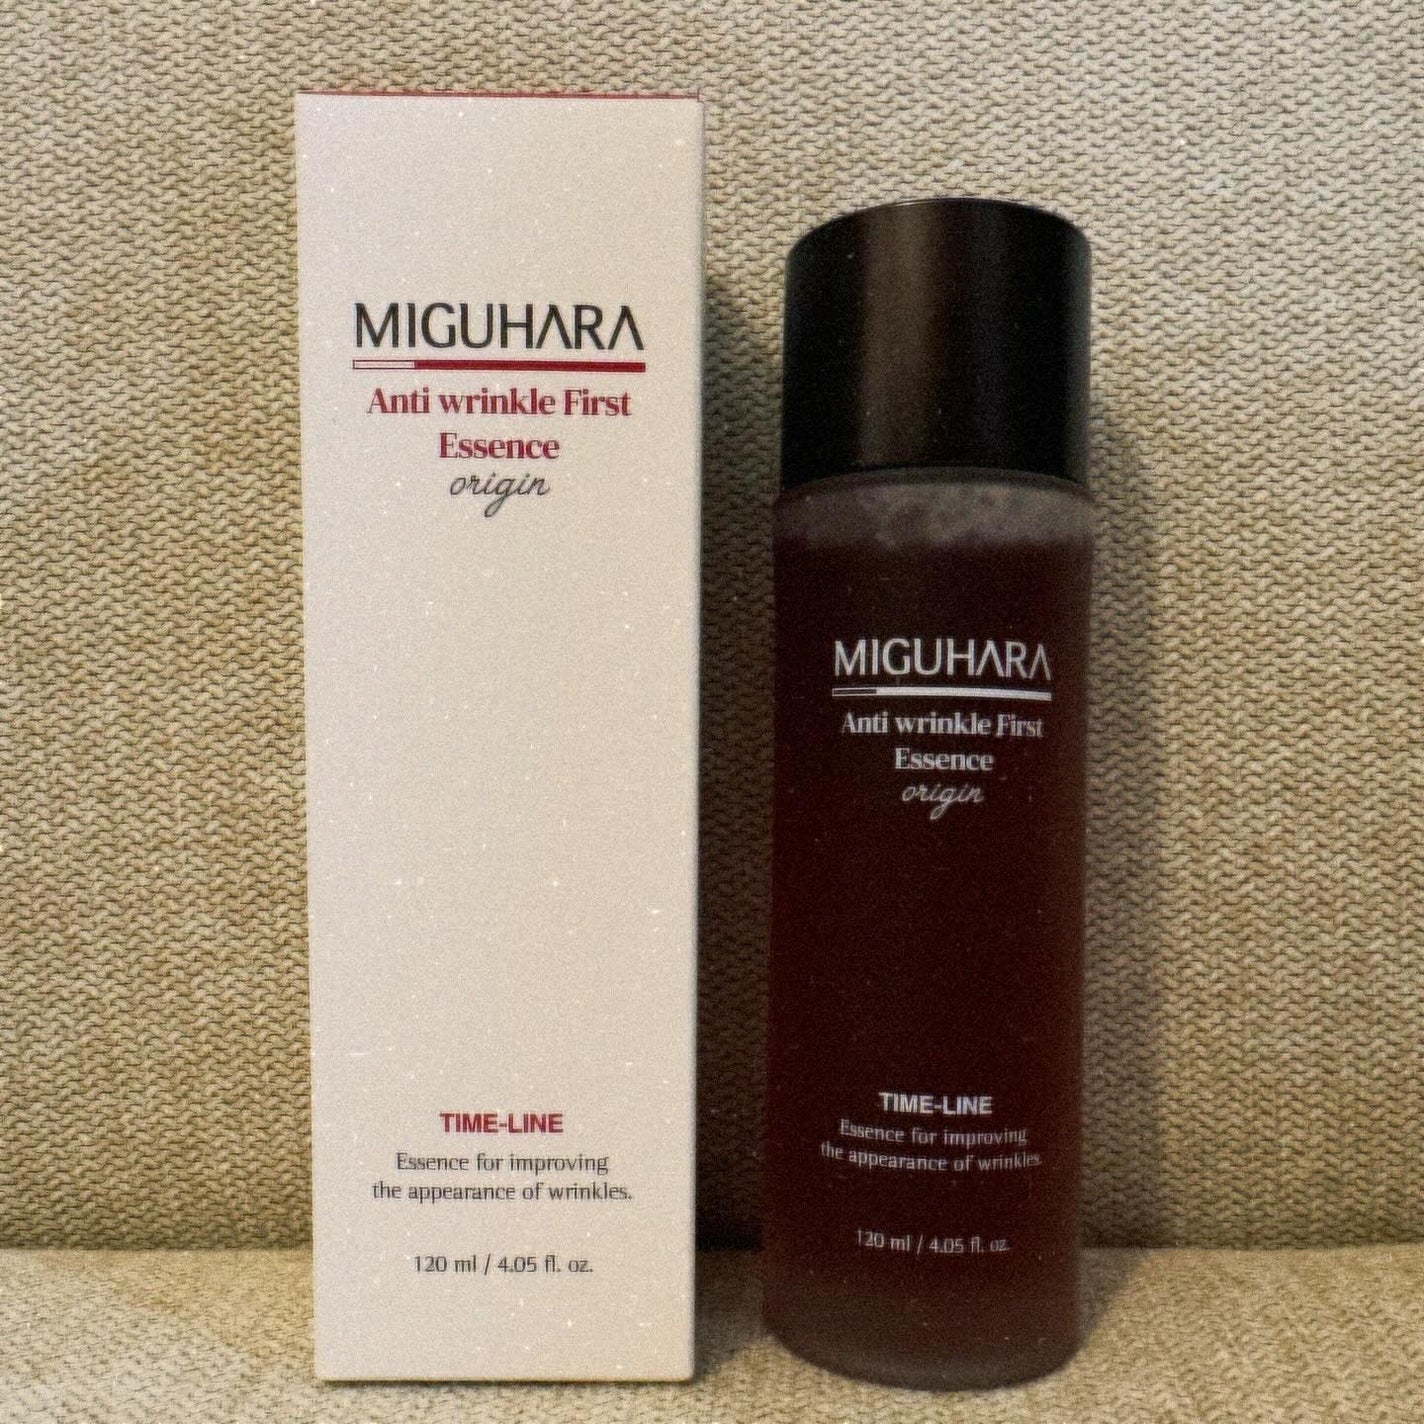 MIGUHARA
Anti wrinkle First
Essence
origin
TIME-LINE
Essence for improving
the appearance of wrinkles.
120 ml / 4.05 fl. oz.
MIGUHARA
Anti wrinkle First
Essence
origin
TIME-LINE
Essence for improving
the appearance of wrinkles.
120 ml / 4.05 fl. oz.